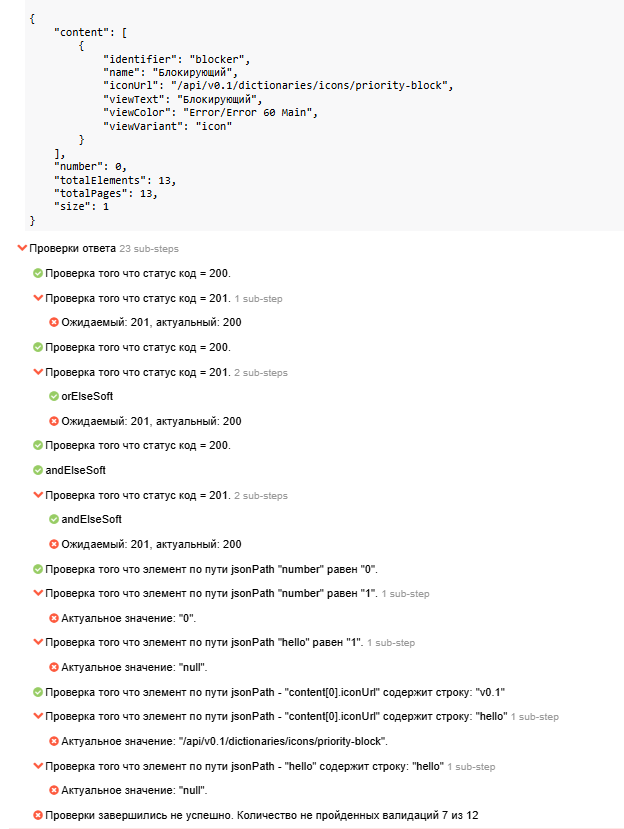 {
"content": [
{
"identifier": "blocker",
"name": "Блокирующий",
"iconUrl": "/api/v0.1/dictionaries/icons/priority-block",
"viewText": "Блокирующий",
"viewColor": "Error/Error 60 Main",
"viewVariant": "icon"
}
],
"number": 0,
"totalElements": 13,
"totalPages": 13,
"size": 1
}
Проверки ответа 23 sub-steps
Проверка того что статус код = 200.
Проверка того что статус код = 201. 1 sub-step
Ожидаемый: 201, актуальный: 200
Проверка того что статус код = 200.
Проверка того что статус код = 201. 2 sub-steps
orElseSoft
Ожидаемый: 201, актуальный: 200
Проверка того что статус код = 200.
andElseSoft
Проверка того что статус код = 201. 2 sub-steps
andElseSoft
Ожидаемый: 201, актуальный: 200
Проверка того что элемент по пути jsonPath "number" равен "0".
Проверка того что элемент по пути jsonPath "number" равен "1". 1 sub-step
Актуальное значение: "0".
Проверка того что элемент по пути jsonPath "hello" равен "1". 1 sub-step
Актуальное значение: "null".
Проверка того что элемент по пути jsonPath - "content[0].iconUrl" содержит строку: "v0.1"
Проверка того что элемент по пути jsonPath - "content[0].iconUrl" содержит строку: "hello" 1 sub-step
Актуальное значение: "/api/v0.1/dictionaries/icons/priority-block".
Проверка того что элемент по пути jsonPath - "hello" содержит строку: "hello" 1 sub-step
Актуальное значение: "null".
Проверки завершились не успешно. Количество не пройденных валидаций 7 из 12